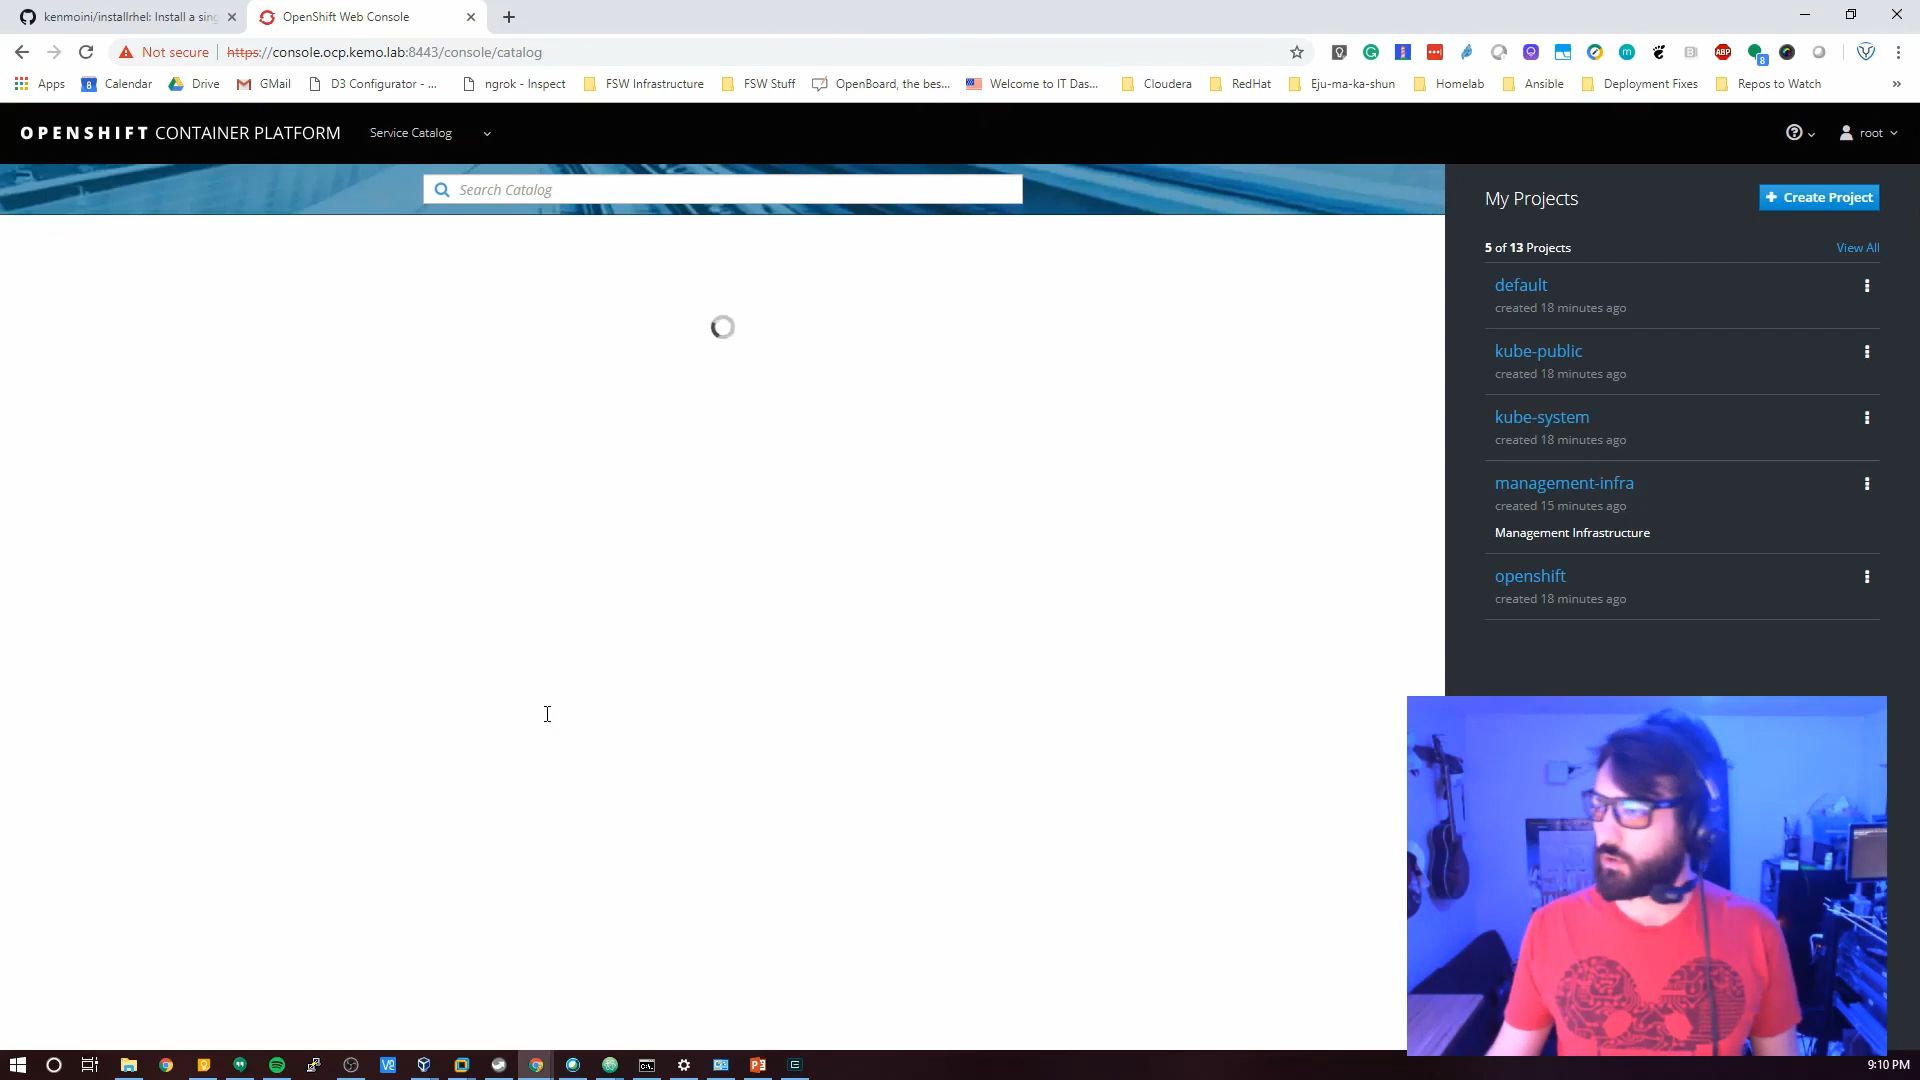 kenmoini/installrhel: Install a sing
OpenShift Web Console
Not secure
https://console.ocp.kemo.lab:8443/console/catalog
ABP
8
Apps
8 Calendar
Drive
GMail
D3 Configurator - ...
ngrok - Inspect
FSW Infrastructure
FSW Stuff
OpenBoard, the bes...
Welcome to IT Das...
Cloudera
RedHat
Eju-ma-ka-shun
Homelab
Ansible
Deployment Fixes
Repos to Watch
»
OPENSHIFT CONTAINER PLATFORM
Service Catalog
root
Search Catalog
My Projects
+ Create Project
5 of 13 Projects
View All
default
created 18 minutes ago
kube-public
created 18 minutes ago
kube-system
created 18 minutes ago
management-infra
created 15 minutes ago
Management Infrastructure
openshift
created 18 minutes ago
9:10 PM